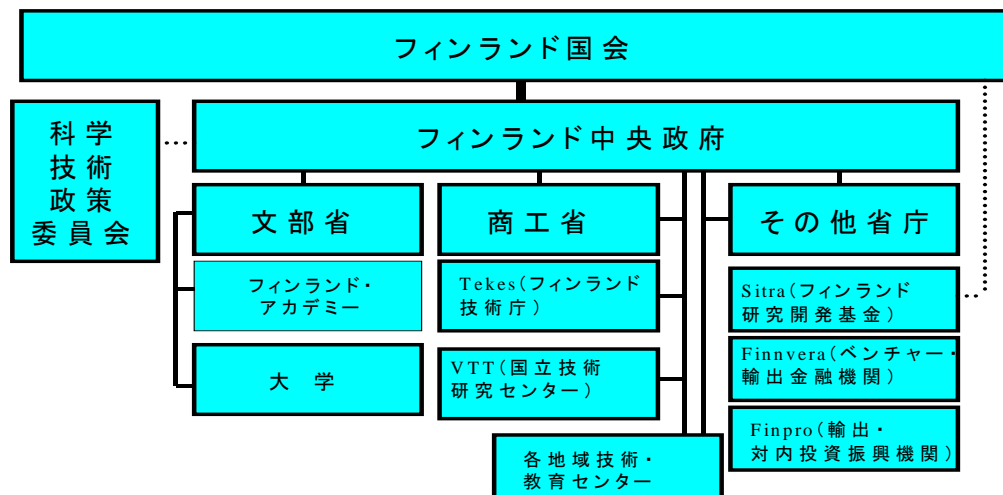 フィンランド国会
科学
技術
政策
委員会
フィンランド中央政府
文部省
商工省
その他省庁
フィンランド・
アカデミー
Tekes(フィンランド
技術庁)
Sitra(フィンランド
研究開発基金)
大 学
VTT(国立技術
研究センター)
Finnvera(ベンチャー・
輸出金融機関)
Finpro(輸出・
対内投資振興機関)
各地域技術・
教育センター